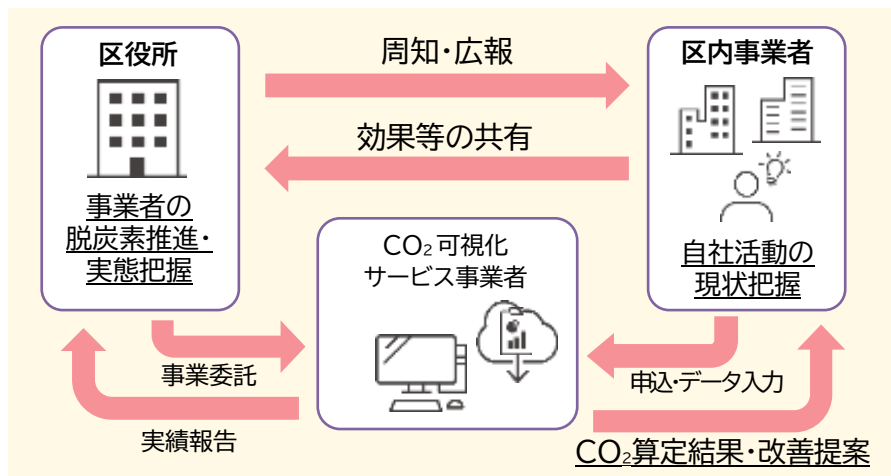 区役所
事業者の
脱炭素推進・
実態把握
周知・広報
効果等の共有
区内事業者
自社活動の
現状把握
CO₂可視化
サービス事業者
事業委託
実績報告
申込・データ入力
CO₂算定結果・改善提案